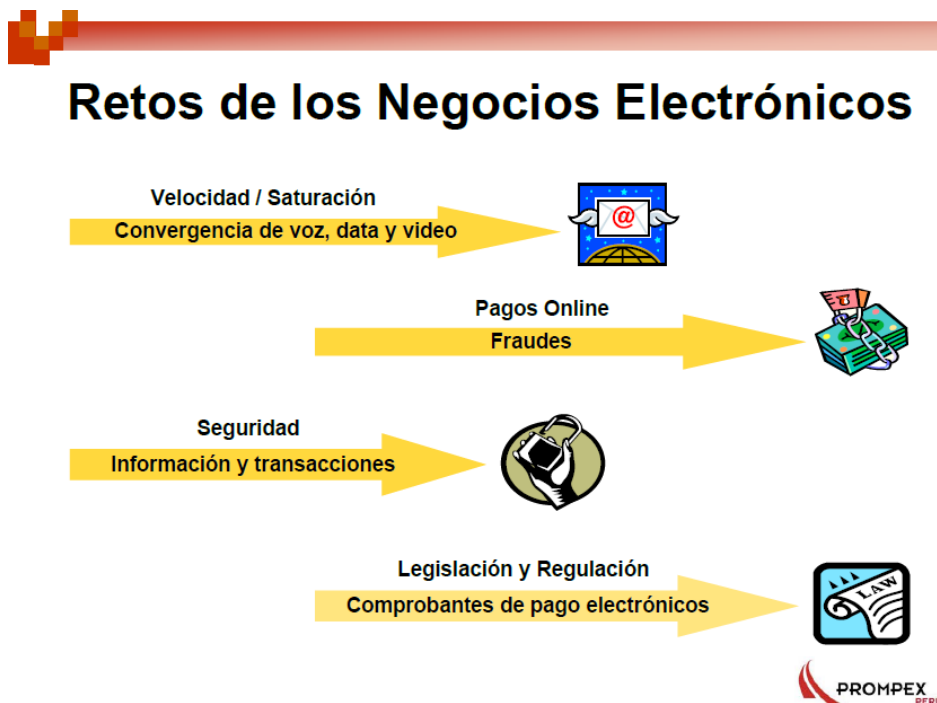 Retos de los Negocios Electrónicos
Velocidad / Saturación
Convergencia de voz, data y video
@
Pagos Online
Fraudes
Seguridad
Información y transacciones
Legislación y Regulación
Comprobantes de pago electrónicos
LAW
PROMPEX
PERU